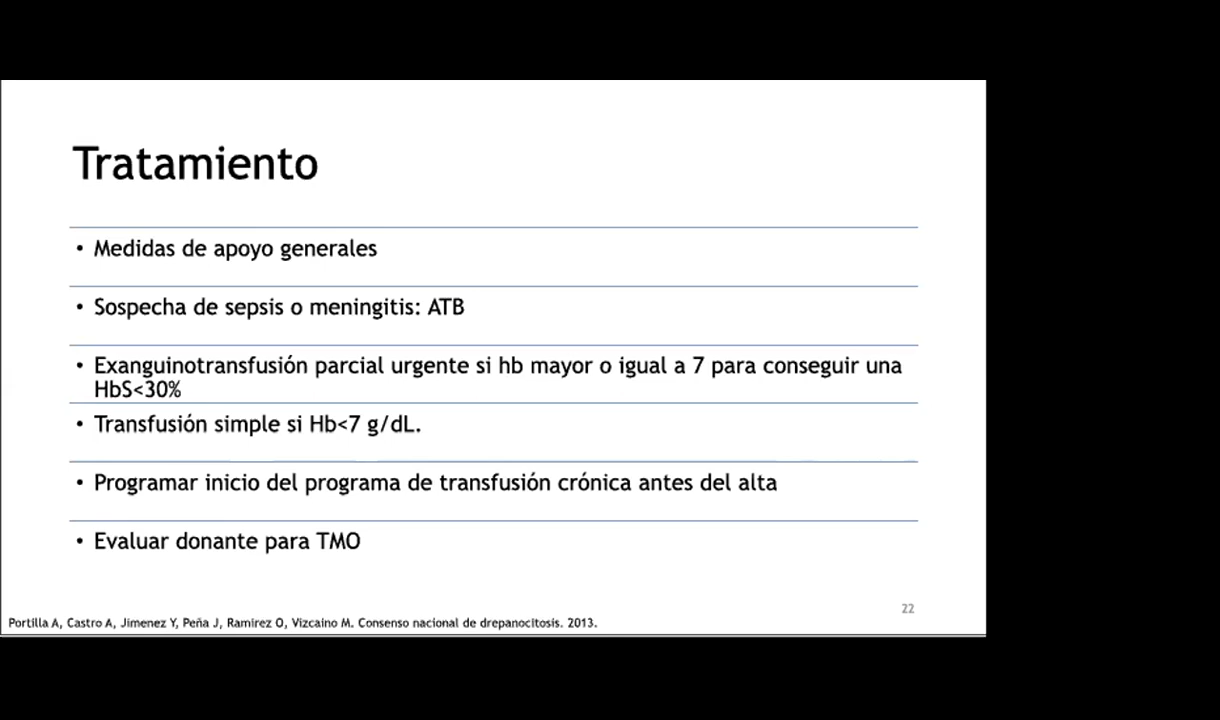 Tratamiento
• Medidas de apoyo generales
• Sospecha de sepsis o meningitis: ATB
• Exanguinotransfusión parcial urgente si hb mayor o igual a 7 para conseguir una
HbS<30%
• Transfusión simple si Hb<7 g/dL.
• Programar inicio del programa de transfusión crónica antes del alta
• Evaluar donante para TMO
22
Portilla A, Castro A, Jimenez Y, Peña J, Ramirez O, Vizcaino M. Consenso nacional de drepanocitosis. 2013.